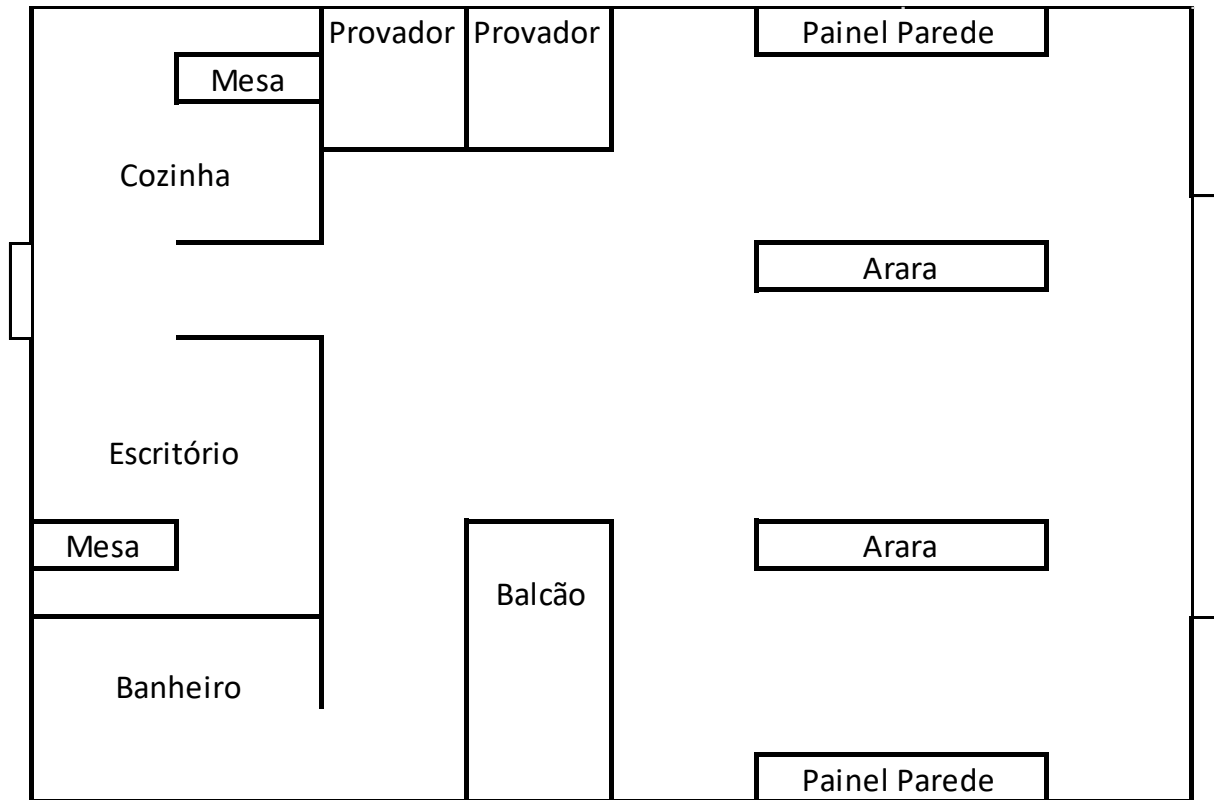 Provador
Provador
Painel Parede
Mesa
Cozinha
Arara
Escritório
Mesa
Arara
Balcão
Banheiro
Painel Parede